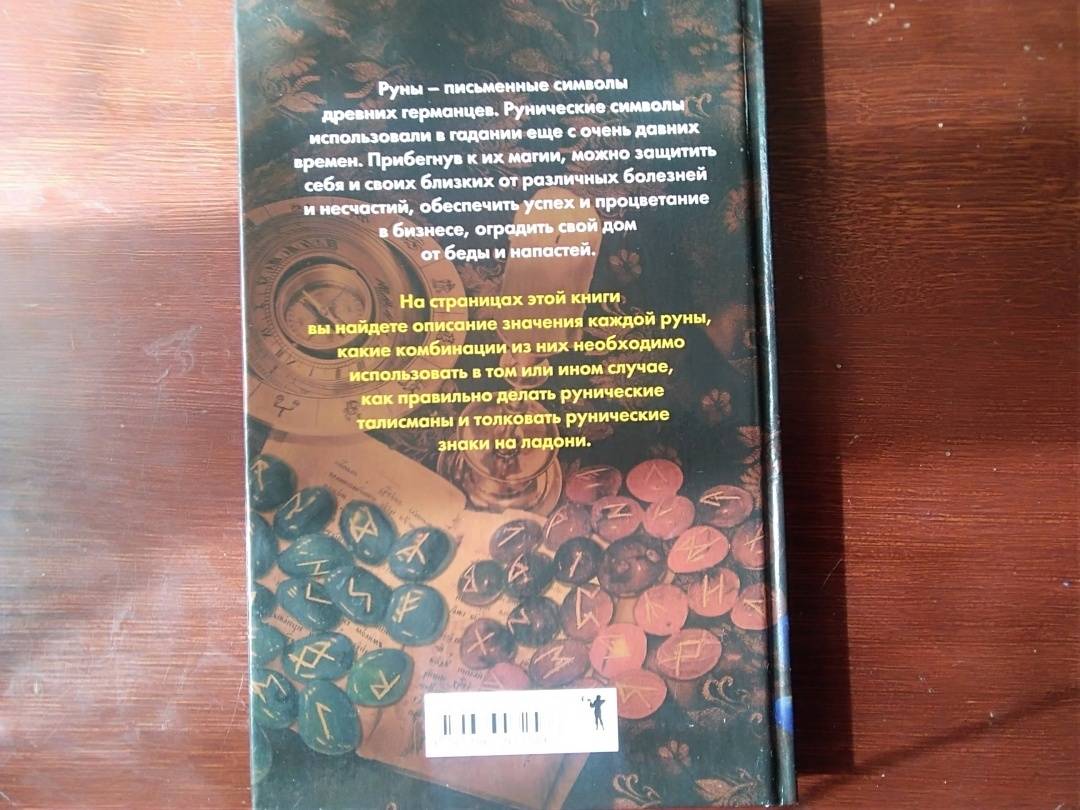 Руны – письменные символы
древних германцев. Рунические символы
использовали в гадании еще с очень давних
времен. Прибегнув к их магии, можно защитить
себя и своих близких от различных болезней
и несчастий, обеспечить успех и процветание
в бизнесе, оградить свой дом
от беды и напастей.
На страницах этой книги
вы найдете описание значения каждой руны,
какие комбинации из них необходимо
использовать в том или ином случае,
как правильно делать рунические
талисманы и толковать рунические
знаки на ладони.